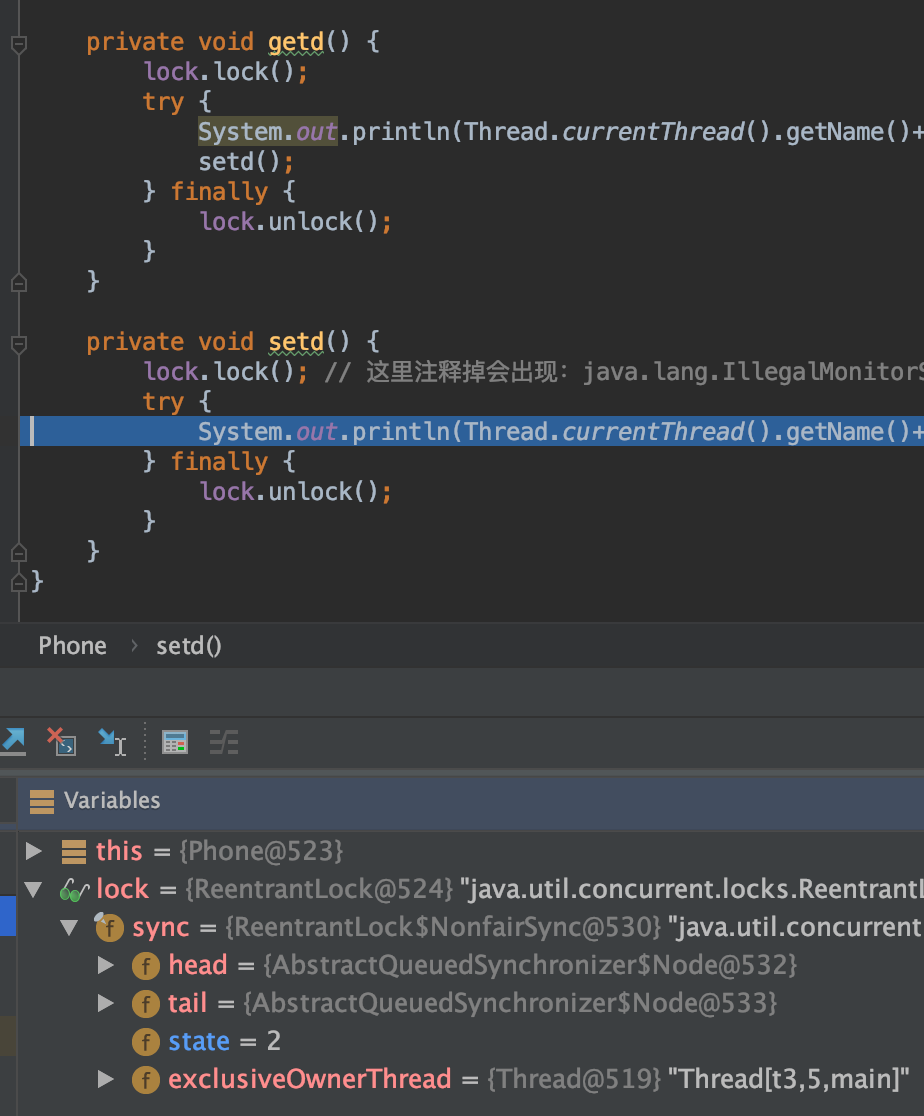 private void getd() {
lock.lock();
try {
System.out.println(Thread.currentThread().getName()+
setd();
} finally {
lock.unlock();
}
}
private void setd() {
lock.lock(); // 这里注释掉会出现：java.lang.IllegalMonitorS
try {
System.out.println(Thread.currentThread().getName()+
} finally {
lock.unlock();
}
}
}
Phone › setd()
Variables
this = {Phone@523}
lock = {ReentrantLock@524} "java.util.concurrent.locks.ReentrantL
f sync = {ReentrantLock$NonfairSync@530} "java.util.concurrent
f head = {AbstractQueuedSynchronizer$Node@532}
f tail = {AbstractQueuedSynchronizer$Node@533}
f state = 2
f exclusiveOwnerThread = {Thread@519} "Thread[t3,5,main]"